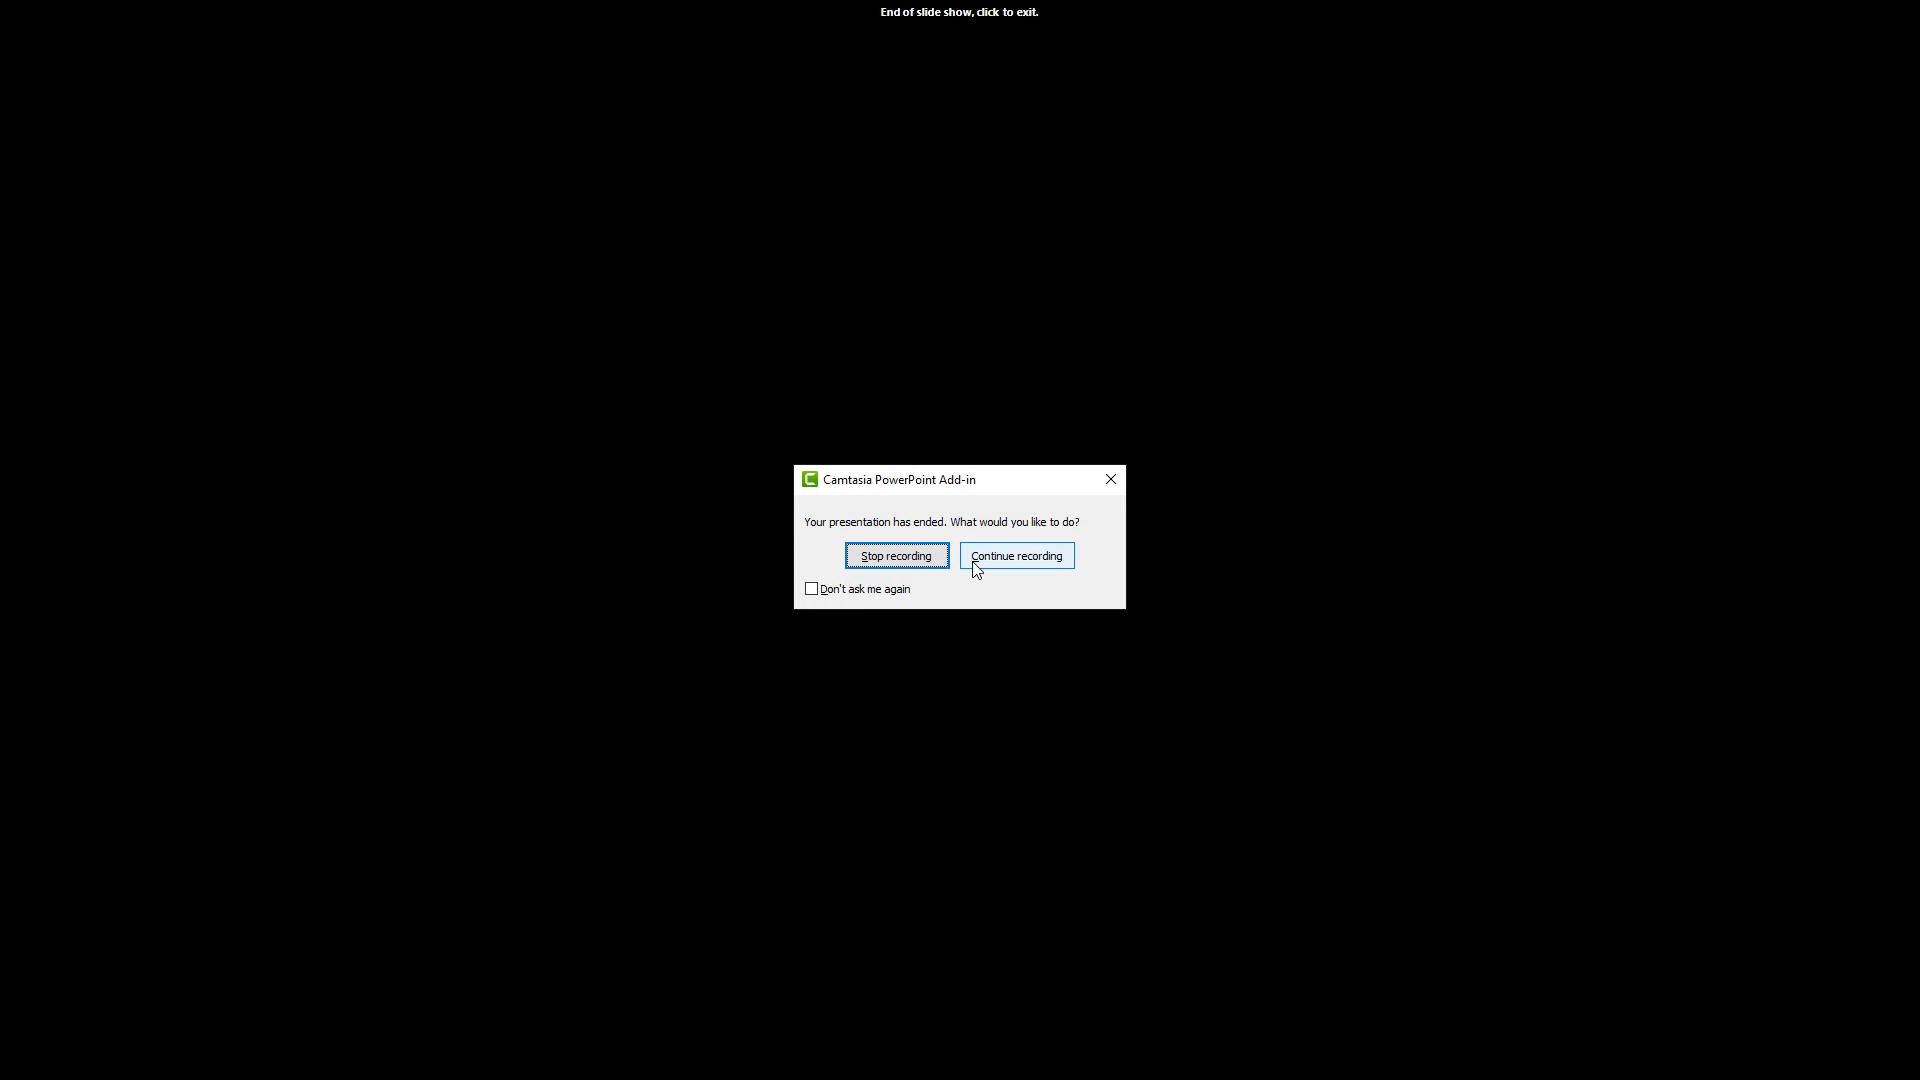 End of slide show, click to exit.
Camtasia PowerPoint Add-in
Your presentation has ended. What would you like to do?
Stop recording
Continue recording
Don't ask me again